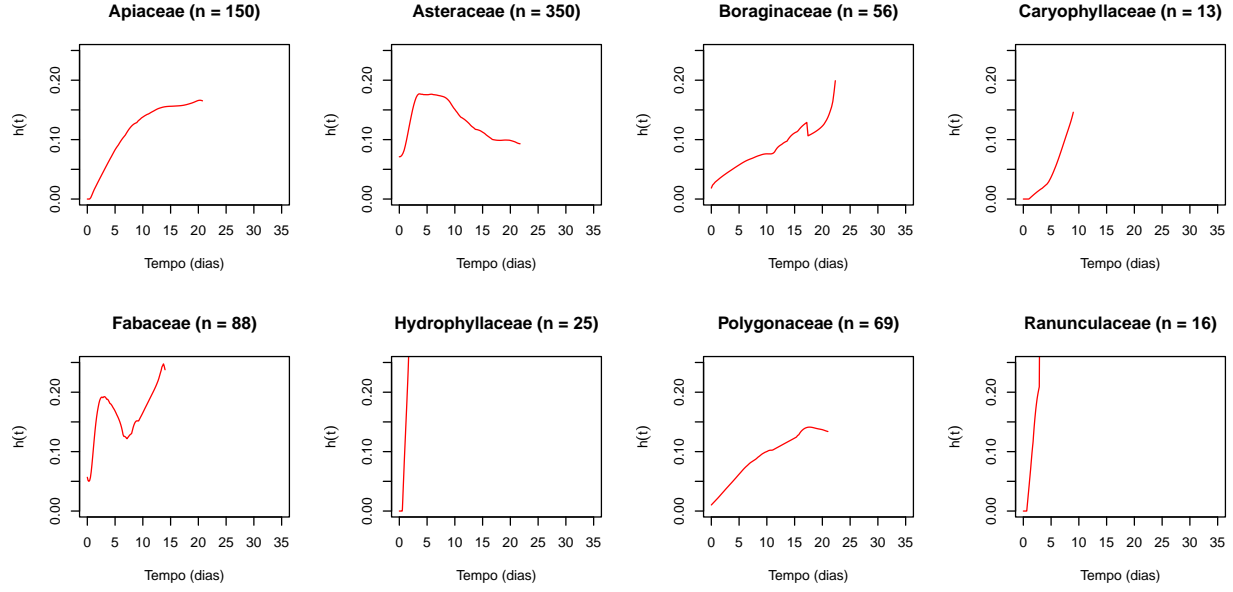 Apiaceae (n = 150)
h(t)
0.00 0.10 0.20
0 5 10 15 20 25 30 35
Tempo (dias)
Asteraceae (n = 350)
h(t)
0.00 0.10 0.20
0 5 10 15 20 25 30 35
Tempo (dias)
Boraginaceae (n = 56)
h(t)
0.00 0.10 0.20
0 5 10 15 20 25 30 35
Tempo (dias)
Caryophyllaceae (n = 13)
h(t)
0.00 0.10 0.20
0 5 10 15 20 25 30 35
Tempo (dias)
Fabaceae (n = 88)
h(t)
0.00 0.10 0.20
0 5 10 15 20 25 30 35
Tempo (dias)
Hydrophyllaceae (n = 25)
h(t)
0.00 0.10 0.20
0 5 10 15 20 25 30 35
Tempo (dias)
Polygonaceae (n = 69)
h(t)
0.00 0.10 0.20
0 5 10 15 20 25 30 35
Tempo (dias)
Ranunculaceae (n = 16)
h(t)
0.00 0.10 0.20
0 5 10 15 20 25 30 35
Tempo (dias)